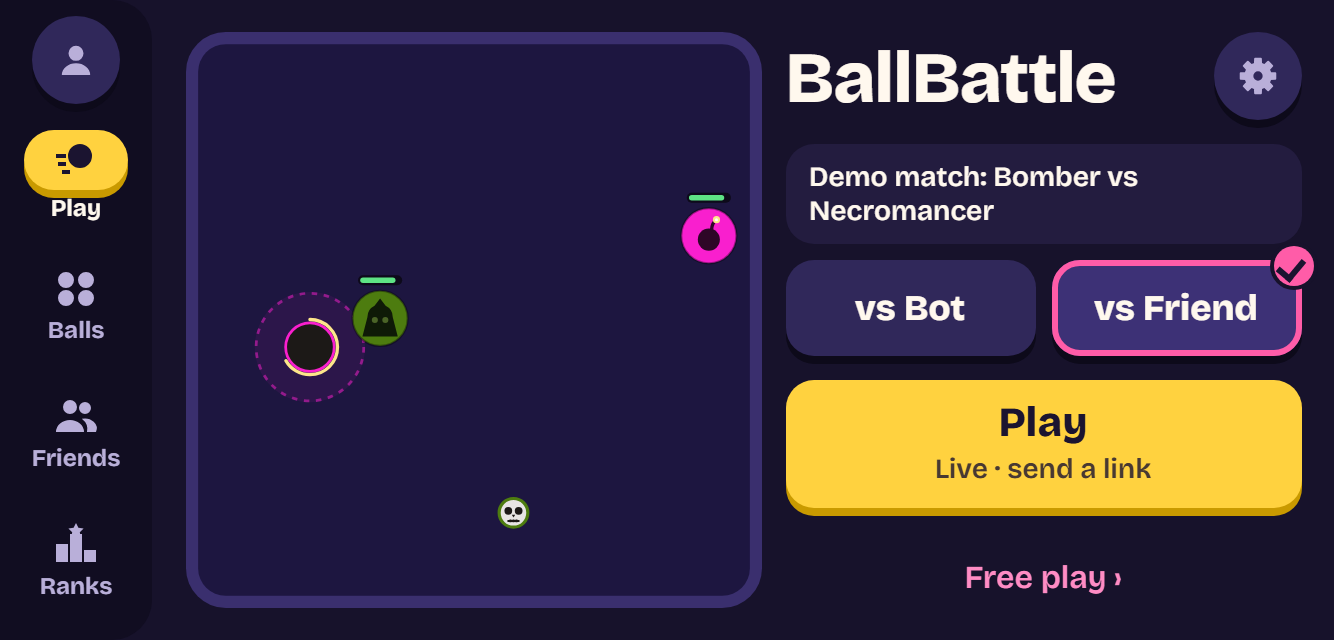 Play
Balls
Friends
Ranks
BallBattle
Demo match: Bomber vs
Necromancer
vs Bot
vs Friend
Play
Live · send a link
Free play ›